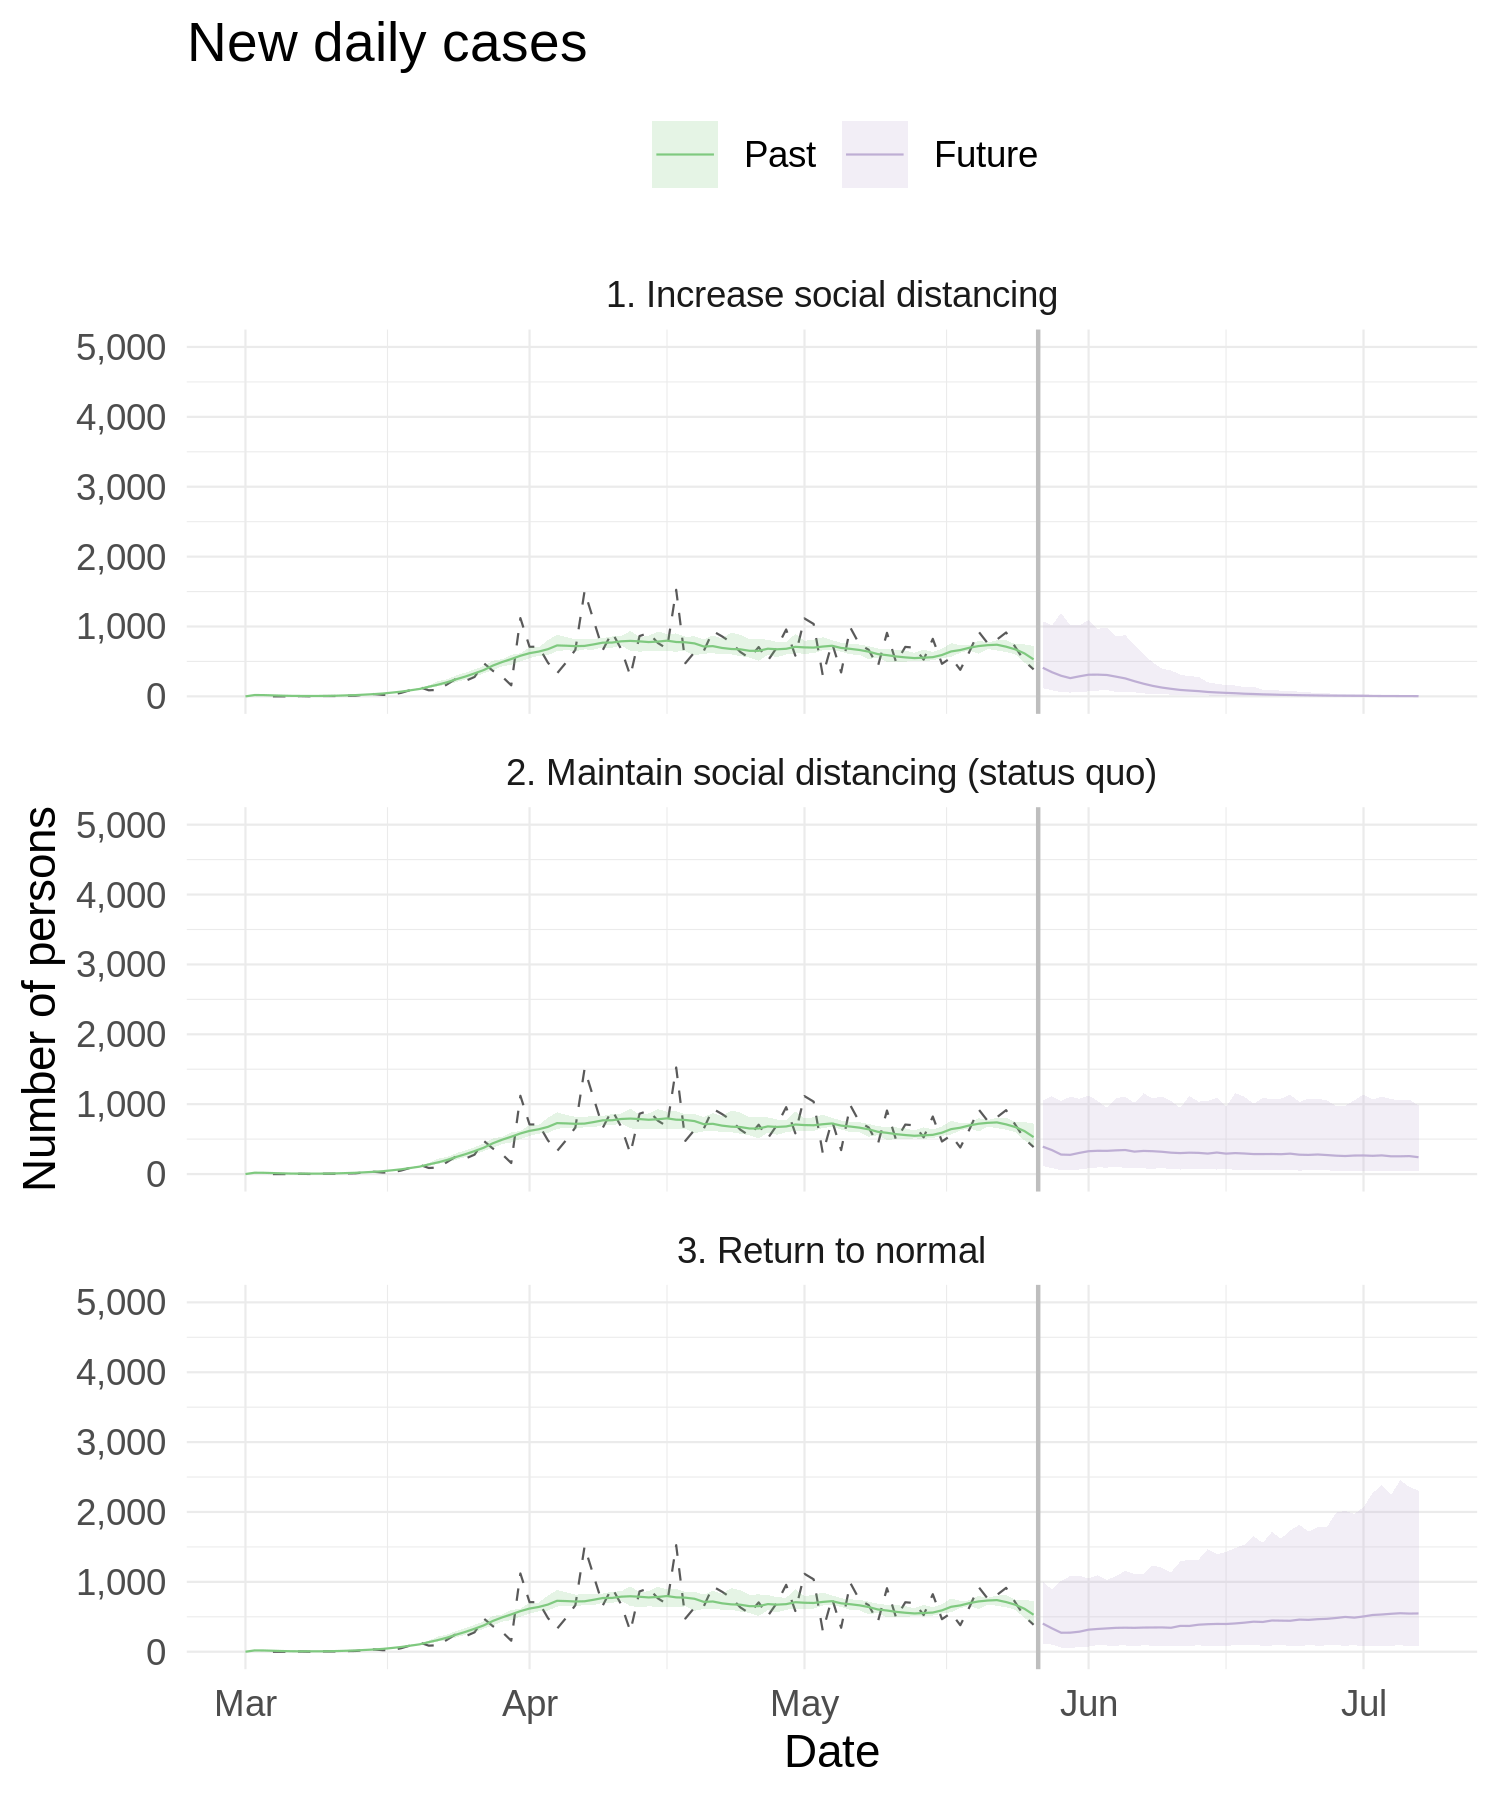 New daily cases
Past
Future
1. Increase social distancing
5,000
4,000
3,000
2,000
1,000
0
2. Maintain social distancing (status quo)
Number of persons
5,000
4,000
3,000
2,000
1,000
0
3. Return to normal
5,000
4,000
3,000
2,000
1,000
0
Mar
Apr
May
Jun
Jul
Date